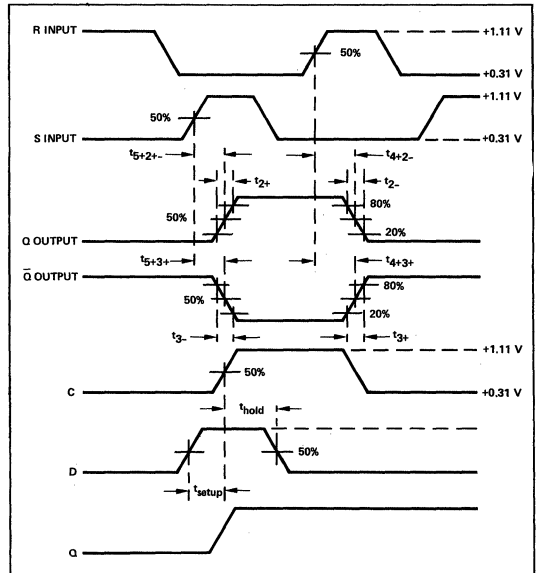 R INPUT
+1.11 V
50%
+0.31 V
+1.11 V
50%
S INPUT
+0.31 V
t5+2+-
t4+2-
t2+
t2-
80%
50%
20%
Q OUTPUT
t5+3+
t4+3+
Q̅ OUTPUT
80%
50%
20%
t3-
t3+
+1.11 V
50%
C
+0.31 V
thold
50%
D
tsetup
Q